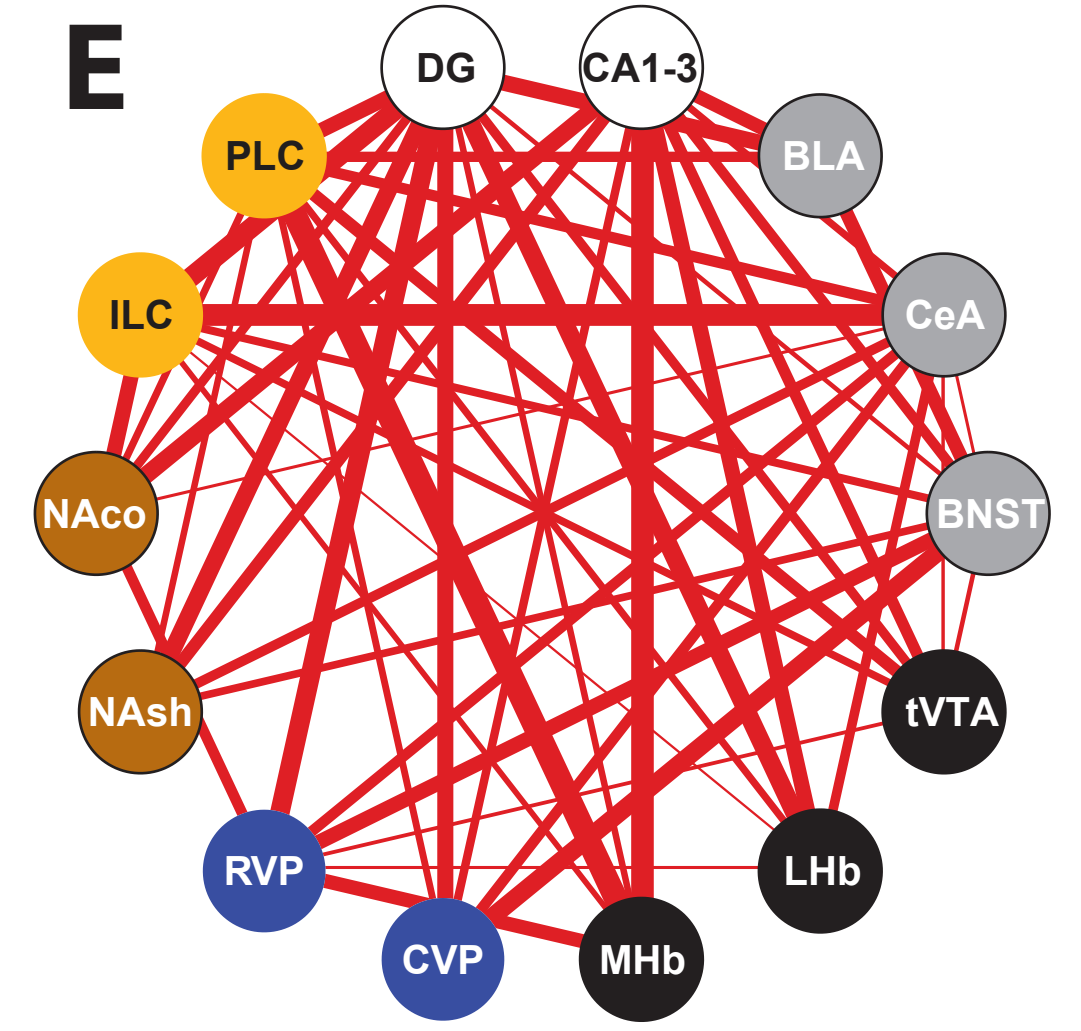 E
DG
CA1-3
PLC
BLA
ILC
CeA
NAco
BNST
NAsh
tVTA
RVP
LHb
CVP
MHb